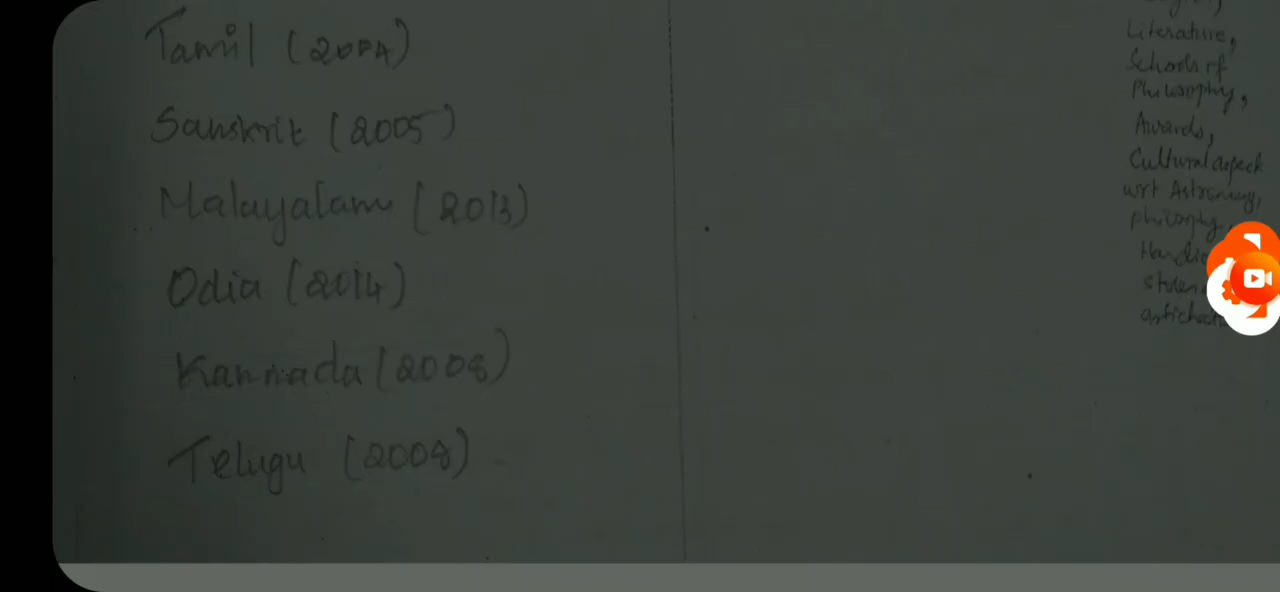 Tamil (2004)
Sanskrit (2005)
Malayalam (2013)
Odia (2014)
Kannada (2008)
Telugu (2008)
Literature,
Schools of
Philosophy,
Awards,
Cultural aspect
wrt Astronomy,
philosophy,